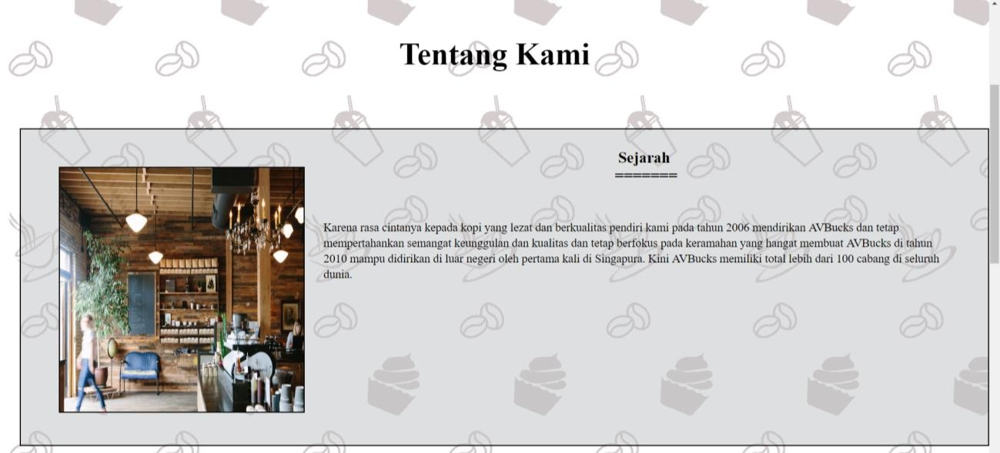 Tentang Kami
Sejarah
=======
Karena rasa cintanya kepada kopi yang lezat dan berkualitas pendiri kami pada tahun 2006 mendirikan AVBucks dan tetap
mempertahankan semangat keunggulan dan kualitas dan tetap berfokus pada keramahan yang hangat membuat AVBucks di tahun
2010 mampu didirikan di luar negeri oleh pertama kali di Singapura. Kini AVBucks memiliki total lebih dari 100 cabang di seluruh
dunia.